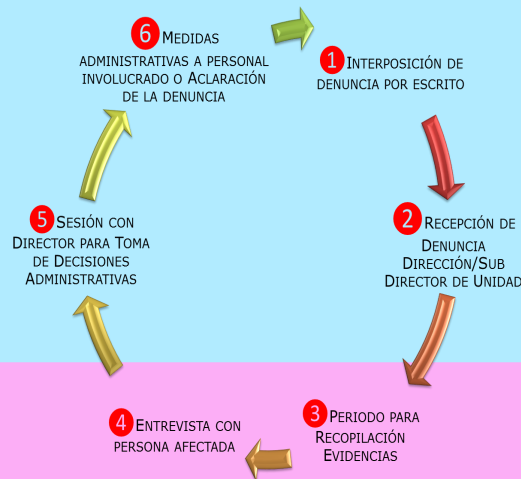 1 INTERPOSICIÓN DE
DENUNCIA POR ESCRITO
2 RECEPCIÓN DE
DENUNCIA
DIRECCIÓN/SUB
DIRECTOR DE UNIDAD
3 PERIODO PARA
RECOPILACIÓN
EVIDENCIAS
4 ENTREVISTA CON
PERSONA AFECTADA
5 SESIÓN CON
DIRECTOR PARA TOMA
DE DECISIONES
ADMINISTRATIVAS
6 MEDIDAS
ADMINISTRATIVAS A PERSONAL
INVOLUCRADO O ACLARACIÓN
DE LA DENUNCIA